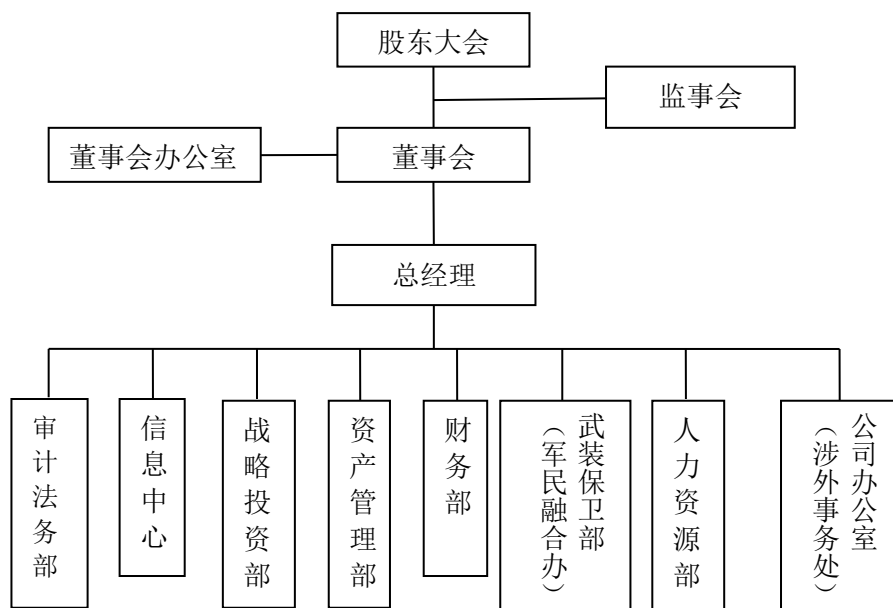 股东大会
监事会
董事会办公室
董事会
总经理
审计法务部
信息中心
战略投资部
资产管理部
财务部
武装保卫部
（军民融合办）
人力资源部
公司办公室
（涉外事务处）